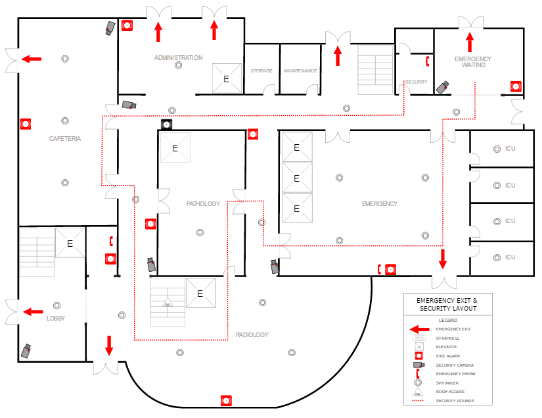 ADMINISTRATION
E
STORAGE
MAINTENANCE
SECURITY
EMERGENCY
WAITING
CAFETERIA
E
E
E
E
PATHOLOGY
EMERGENCY
ICU
ICU
ICU
ICU
E
E
LOBBY
RADIOLOGY
EMERGENCY EXIT &
SECURITY LAYOUT
LEGEND
EMERGENCY EXIT
STAIRWELL
ELEVATOR
FIRE ALARM
SECURITY CAMERA
EMERGENCY PHONE
SPRINKLER
ROOF ACCESS
SECURITY ROUNDS